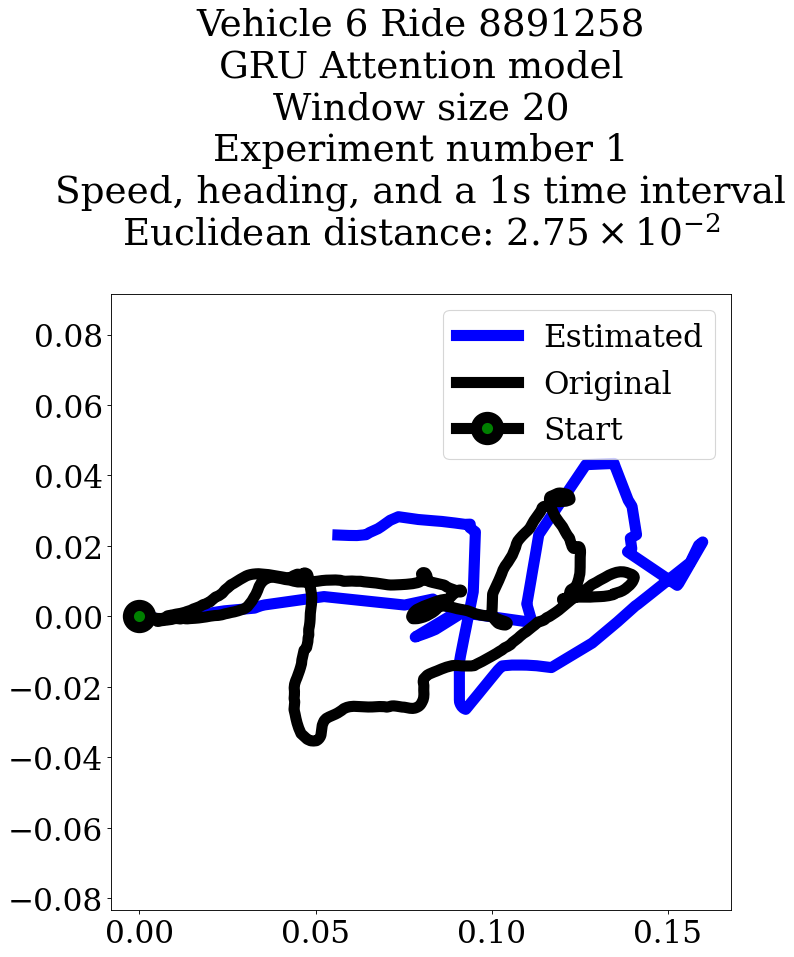 Vehicle 6 Ride 8891258
GRU Attention model
Window size 20
Experiment number 1
Speed, heading, and a 1s time interval
Euclidean distance: 2.75 × 10⁻²
Estimated
Original
Start
0.08
0.06
0.04
0.02
0.00
−0.02
−0.04
−0.06
−0.08
0.00 0.05 0.10 0.15